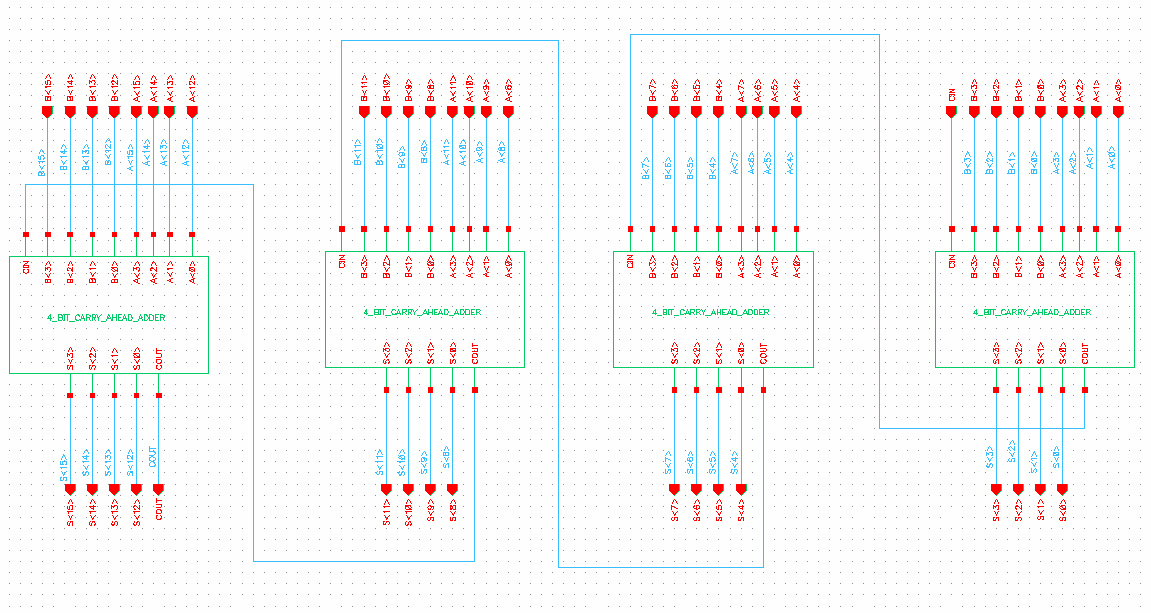 B<15> B<14> B<13> B<12> A<15> A<14> A<13> A<12>
B<11> B<10> B<9> B<8> A<11> A<10> A<9> A<8>
B<7> B<6> B<5> B<4> A<7> A<6> A<5> A<4>
CIN B<3> B<2> B<1> B<0> A<3> A<2> A<1> A<0>
B<15> B<14> B<13> B<12> A<15> A<14> A<13> A<12>
B<11> B<10> B<9> B<8> A<11> A<10> A<9> A<8>
B<7> B<6> B<5> B<4> A<7> A<6> A<5> A<4>
B<3> B<2> B<1> B<0> A<3> A<2> A<1> A<0>
CIN B<3> B<2> B<1> B<0> A<3> A<2> A<1> A<0>
CIN B<3> B<2> B<1> B<0> A<3> A<2> A<1> A<0>
CIN B<3> B<2> B<1> B<0> A<3> A<2> A<1> A<0>
CIN B<3> B<2> B<1> B<0> A<3> A<2> A<1> A<0>
4_BIT_CARRY_AHEAD_ADDER
4_BIT_CARRY_AHEAD_ADDER
4_BIT_CARRY_AHEAD_ADDER
4_BIT_CARRY_AHEAD_ADDER
S<3> S<2> S<1> S<0> COUT
S<3> S<2> S<1> S<0> COUT
S<3> S<2> S<1> S<0> COUT
S<3> S<2> S<1> S<0> COUT
S<15> S<14> S<13> S<12> COUT
S<11> S<10> S<9> S<8>
S<7> S<6> S<5> S<4>
S<3> S<2> S<1> S<0>
S<15> S<14> S<13> S<12> COUT
S<11> S<10> S<9> S<8>
S<7> S<6> S<5> S<4>
S<3> S<2> S<1> S<0>